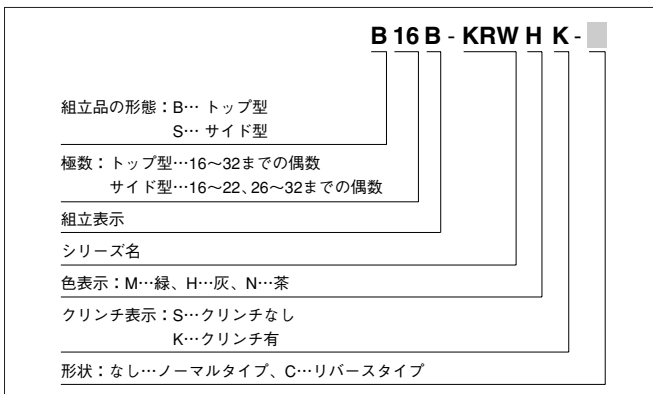 B 16 B - KRW H K -
組立品の形態：B… トップ型
S… サイド型
極数：トップ型…16～32までの偶数
サイド型…16～22、26～32までの偶数
組立表示
シリーズ名
色表示：M…緑、H…灰、N…茶
クリンチ表示：S…クリンチなし
K…クリンチ有
形状：なし…ノーマルタイプ、C…リバースタイプ